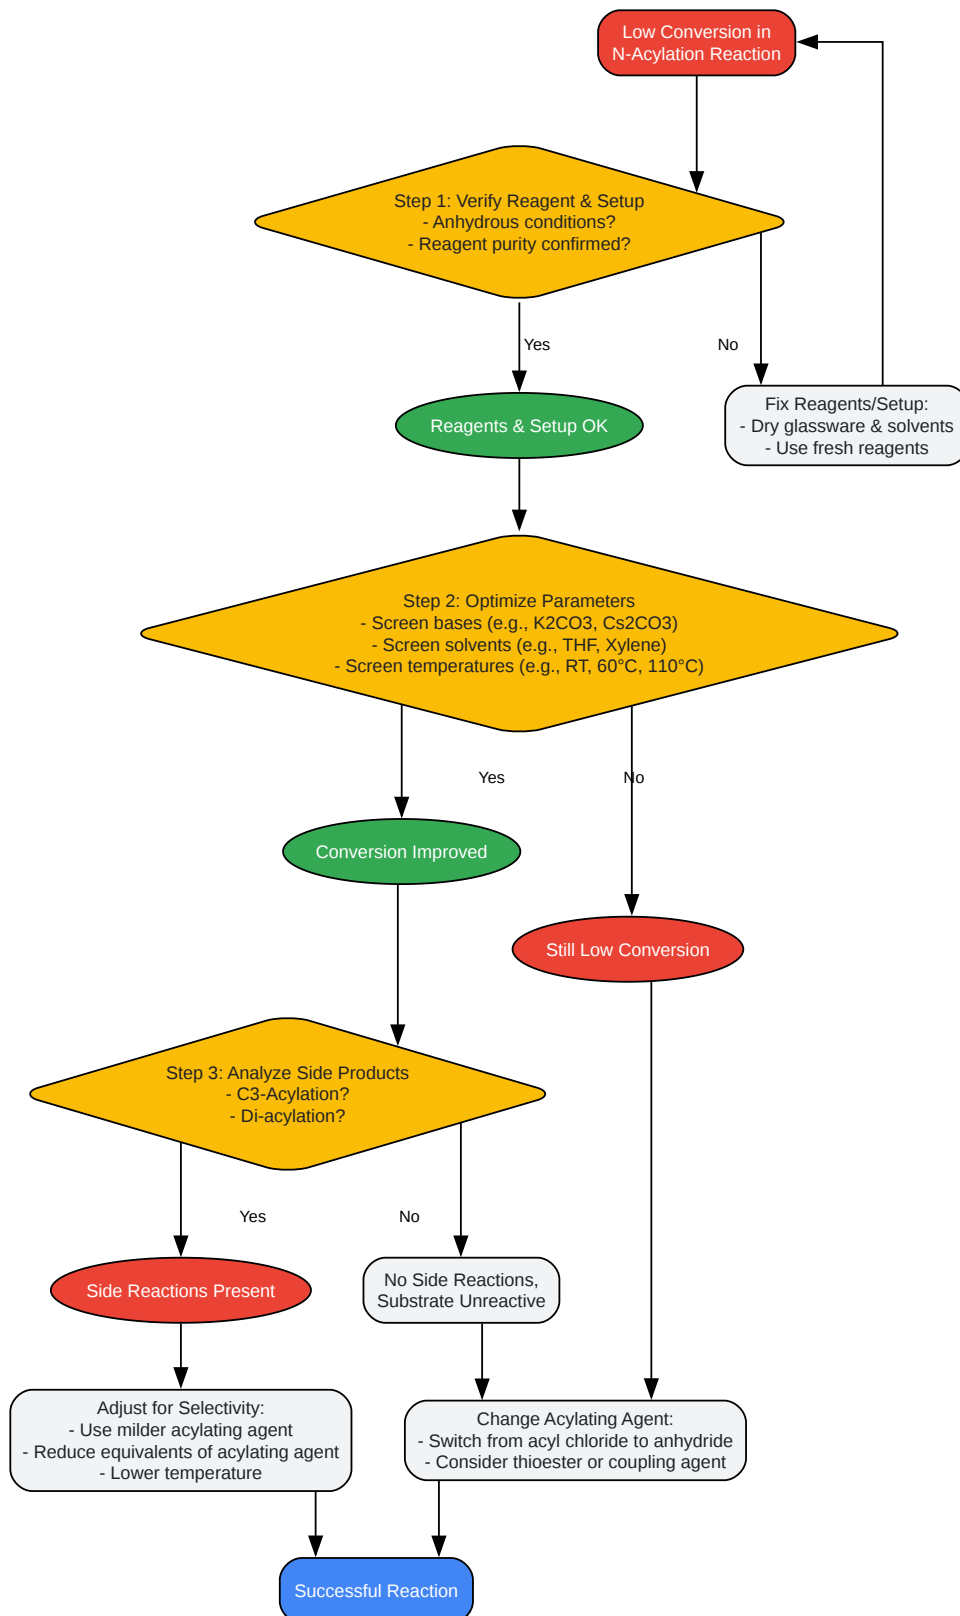 Low Conversion in
N-Acylation Reaction
Step 1: Verify Reagent & Setup
- Anhydrous conditions?
- Reagent purity confirmed?
Yes
No
Fix Reagents/Setup:
- Dry glassware & solvents
- Use fresh reagents
Reagents & Setup OK
Step 2: Optimize Parameters
- Screen bases (e.g., K2CO3, Cs2CO3)
- Screen solvents (e.g., THF, Xylene)
- Screen temperatures (e.g., RT, 60°C, 110°C)
Yes
No
Conversion Improved
Still Low Conversion
Step 3: Analyze Side Products
- C3-Acylation?
- Di-acylation?
Yes
No
Side Reactions Present
No Side Reactions,
Substrate Unreactive
Adjust for Selectivity:
- Use milder acylating agent
- Reduce equivalents of acylating agent
- Lower temperature
Change Acylating Agent:
- Switch from acyl chloride to anhydride
- Consider thioester or coupling agent
Successful Reaction